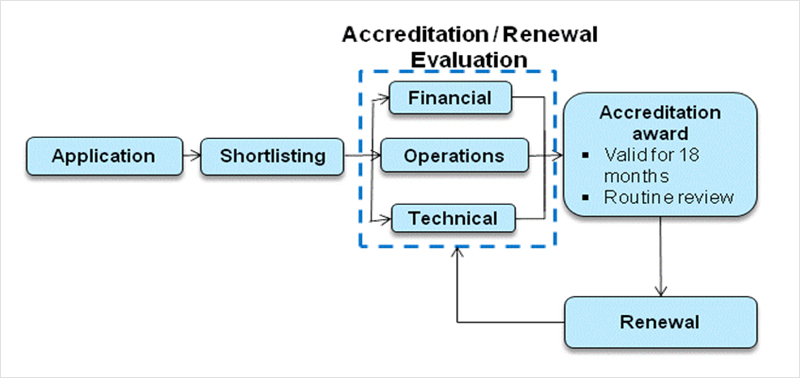 Accreditation / Renewal
Evaluation
Application
Shortlisting
Financial
Operations
Technical
Accreditation
award
▪ Valid for 18
months
▪ Routine review
Renewal